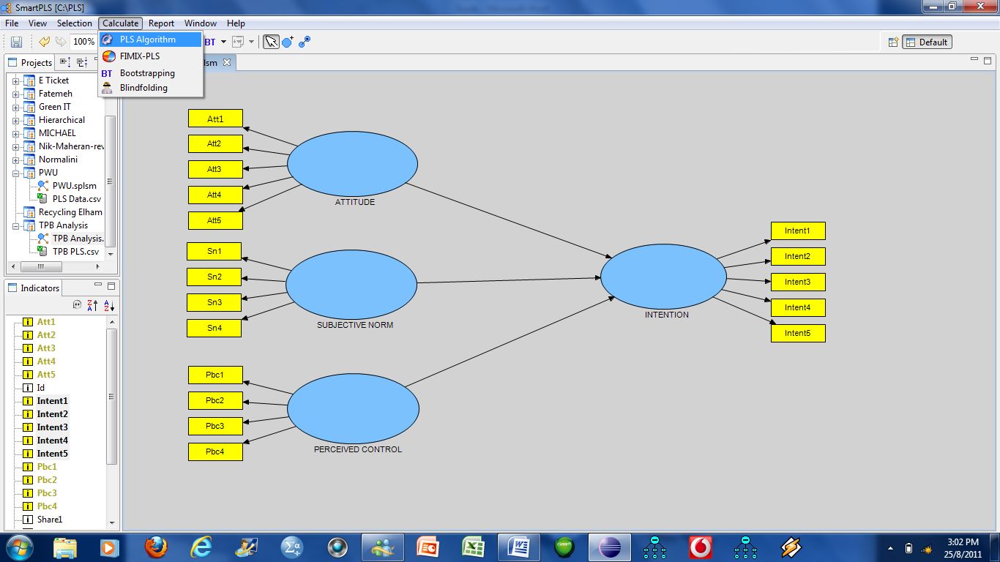 SmartPLS [C:\PLS]
File View Selection Calculate Report Window Help
100% BT
Default
PLS Algorithm
FIMIX-PLS
BT Bootstrapping
Blindfolding
Projects
lsm
E Ticket
Fatemeh
Green IT
Hierarchical
MICHAEL
Nik-Maheran-rev
Normalini
PWU
PWU.splsm
PLS Data.csv
Recycling Elham
TPB Analysis
TPB Analysis.
TPB PLS.csv
Indicators
Att1
Att2
Att3
Att4
Att5
Id
Intent1
Intent2
Intent3
Intent4
Intent5
Pbc1
Pbc2
Pbc3
Pbc4
Share1
Att1
Att2
Att3
Att4
Att5
ATTITUDE
Sn1
Sn2
Sn3
Sn4
SUBJECTIVE NORM
Pbc1
Pbc2
Pbc3
Pbc4
PERCEIVED CONTROL
INTENTION
Intent1
Intent2
Intent3
Intent4
Intent5
3:02 PM
25/8/2011